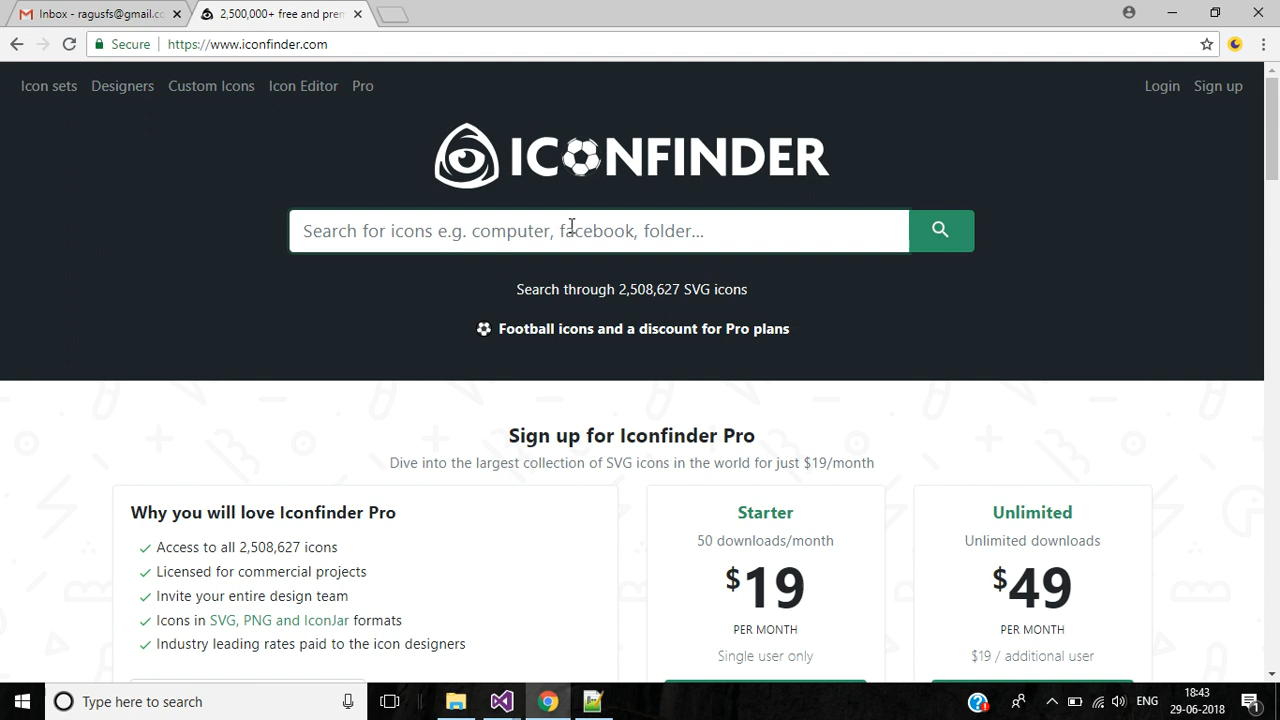 Inbox - ragusfs@gmail.co
2,500,000+ free and prem
Secure https://www.iconfinder.com
Icon sets Designers Custom Icons Icon Editor Pro Login Sign up
ICONFINDER
Search for icons e.g. computer, facebook, folder...
Search through 2,508,627 SVG icons
Football icons and a discount for Pro plans
Sign up for Iconfinder Pro
Dive into the largest collection of SVG icons in the world for just $19/month
Why you will love Iconfinder Pro
Access to all 2,508,627 icons
Licensed for commercial projects
Invite your entire design team
Icons in SVG, PNG and IconJar formats
Industry leading rates paid to the icon designers
Starter
50 downloads/month
$19
PER MONTH
Single user only
Unlimited
Unlimited downloads
$49
PER MONTH
$19 / additional user
Type here to search
ENG
18:43
29-06-2018
1